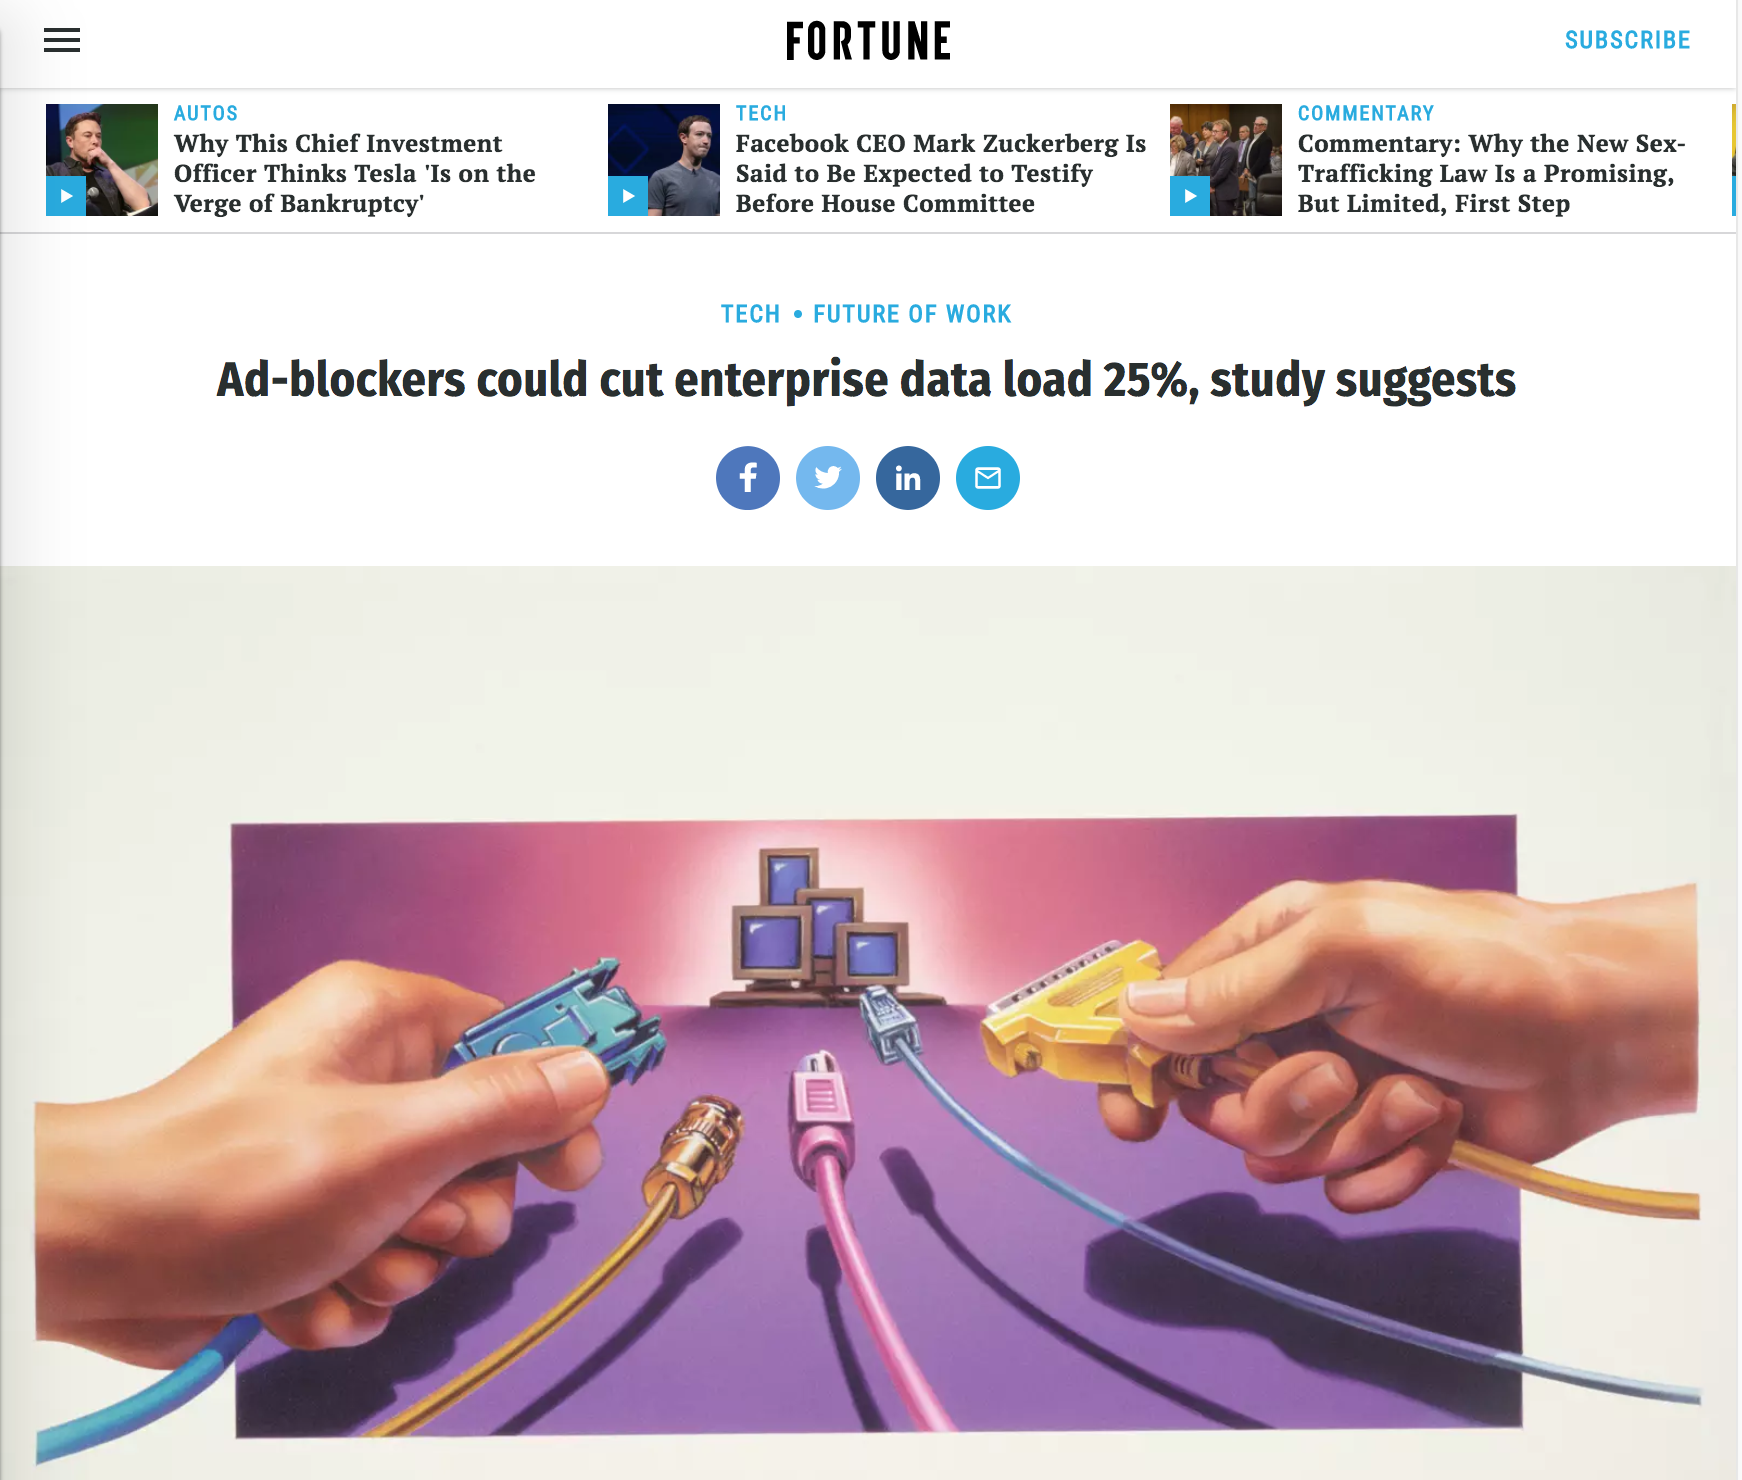 FORTUNE
SUBSCRIBE
AUTOS
Why This Chief Investment
Officer Thinks Tesla 'Is on the
Verge of Bankruptcy'
TECH
Facebook CEO Mark Zuckerberg Is
Said to Be Expected to Testify
Before House Committee
COMMENTARY
Commentary: Why the New Sex-
Trafficking Law Is a Promising,
But Limited, First Step
TECH • FUTURE OF WORK
Ad-blockers could cut enterprise data load 25%, study suggests
f
in